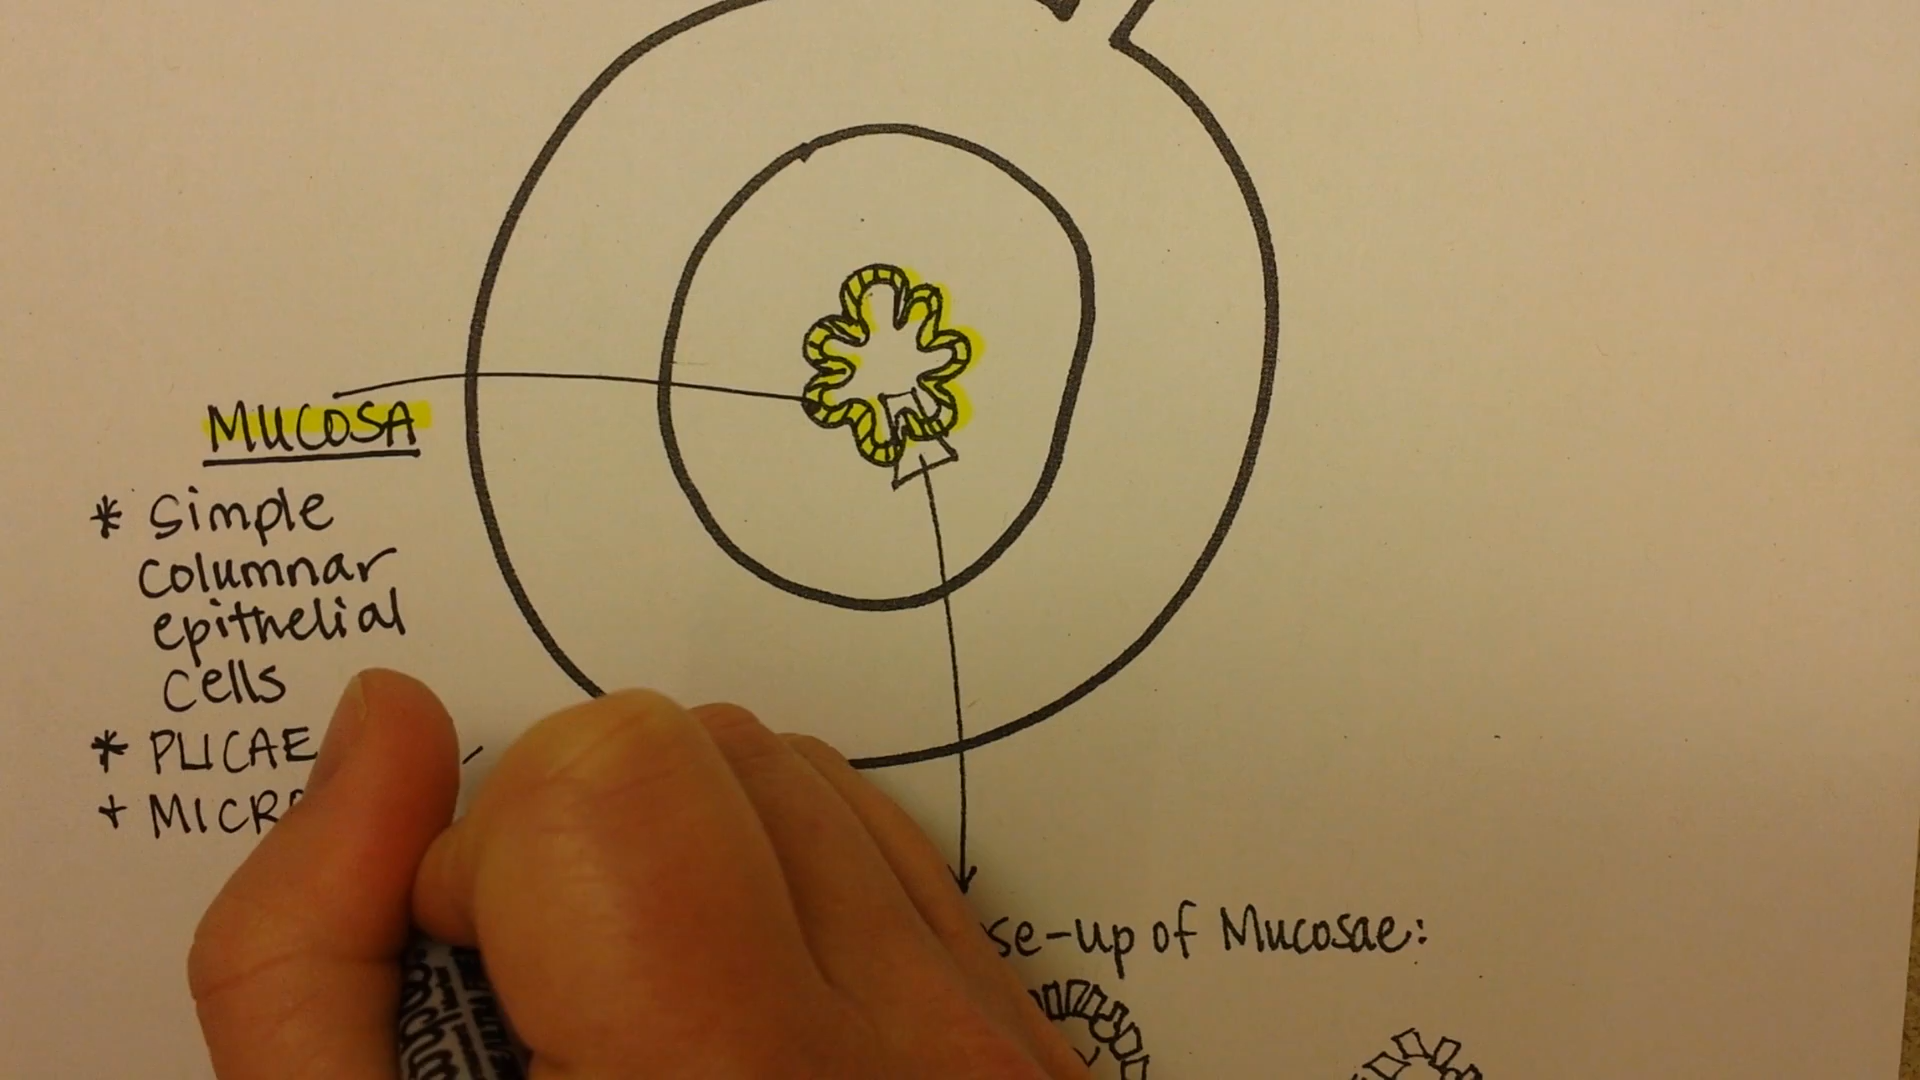 MUCOSA
* Simple
columnar
epithelial
cells
* PLICAE
+ MICR
se-up of Mucosae: